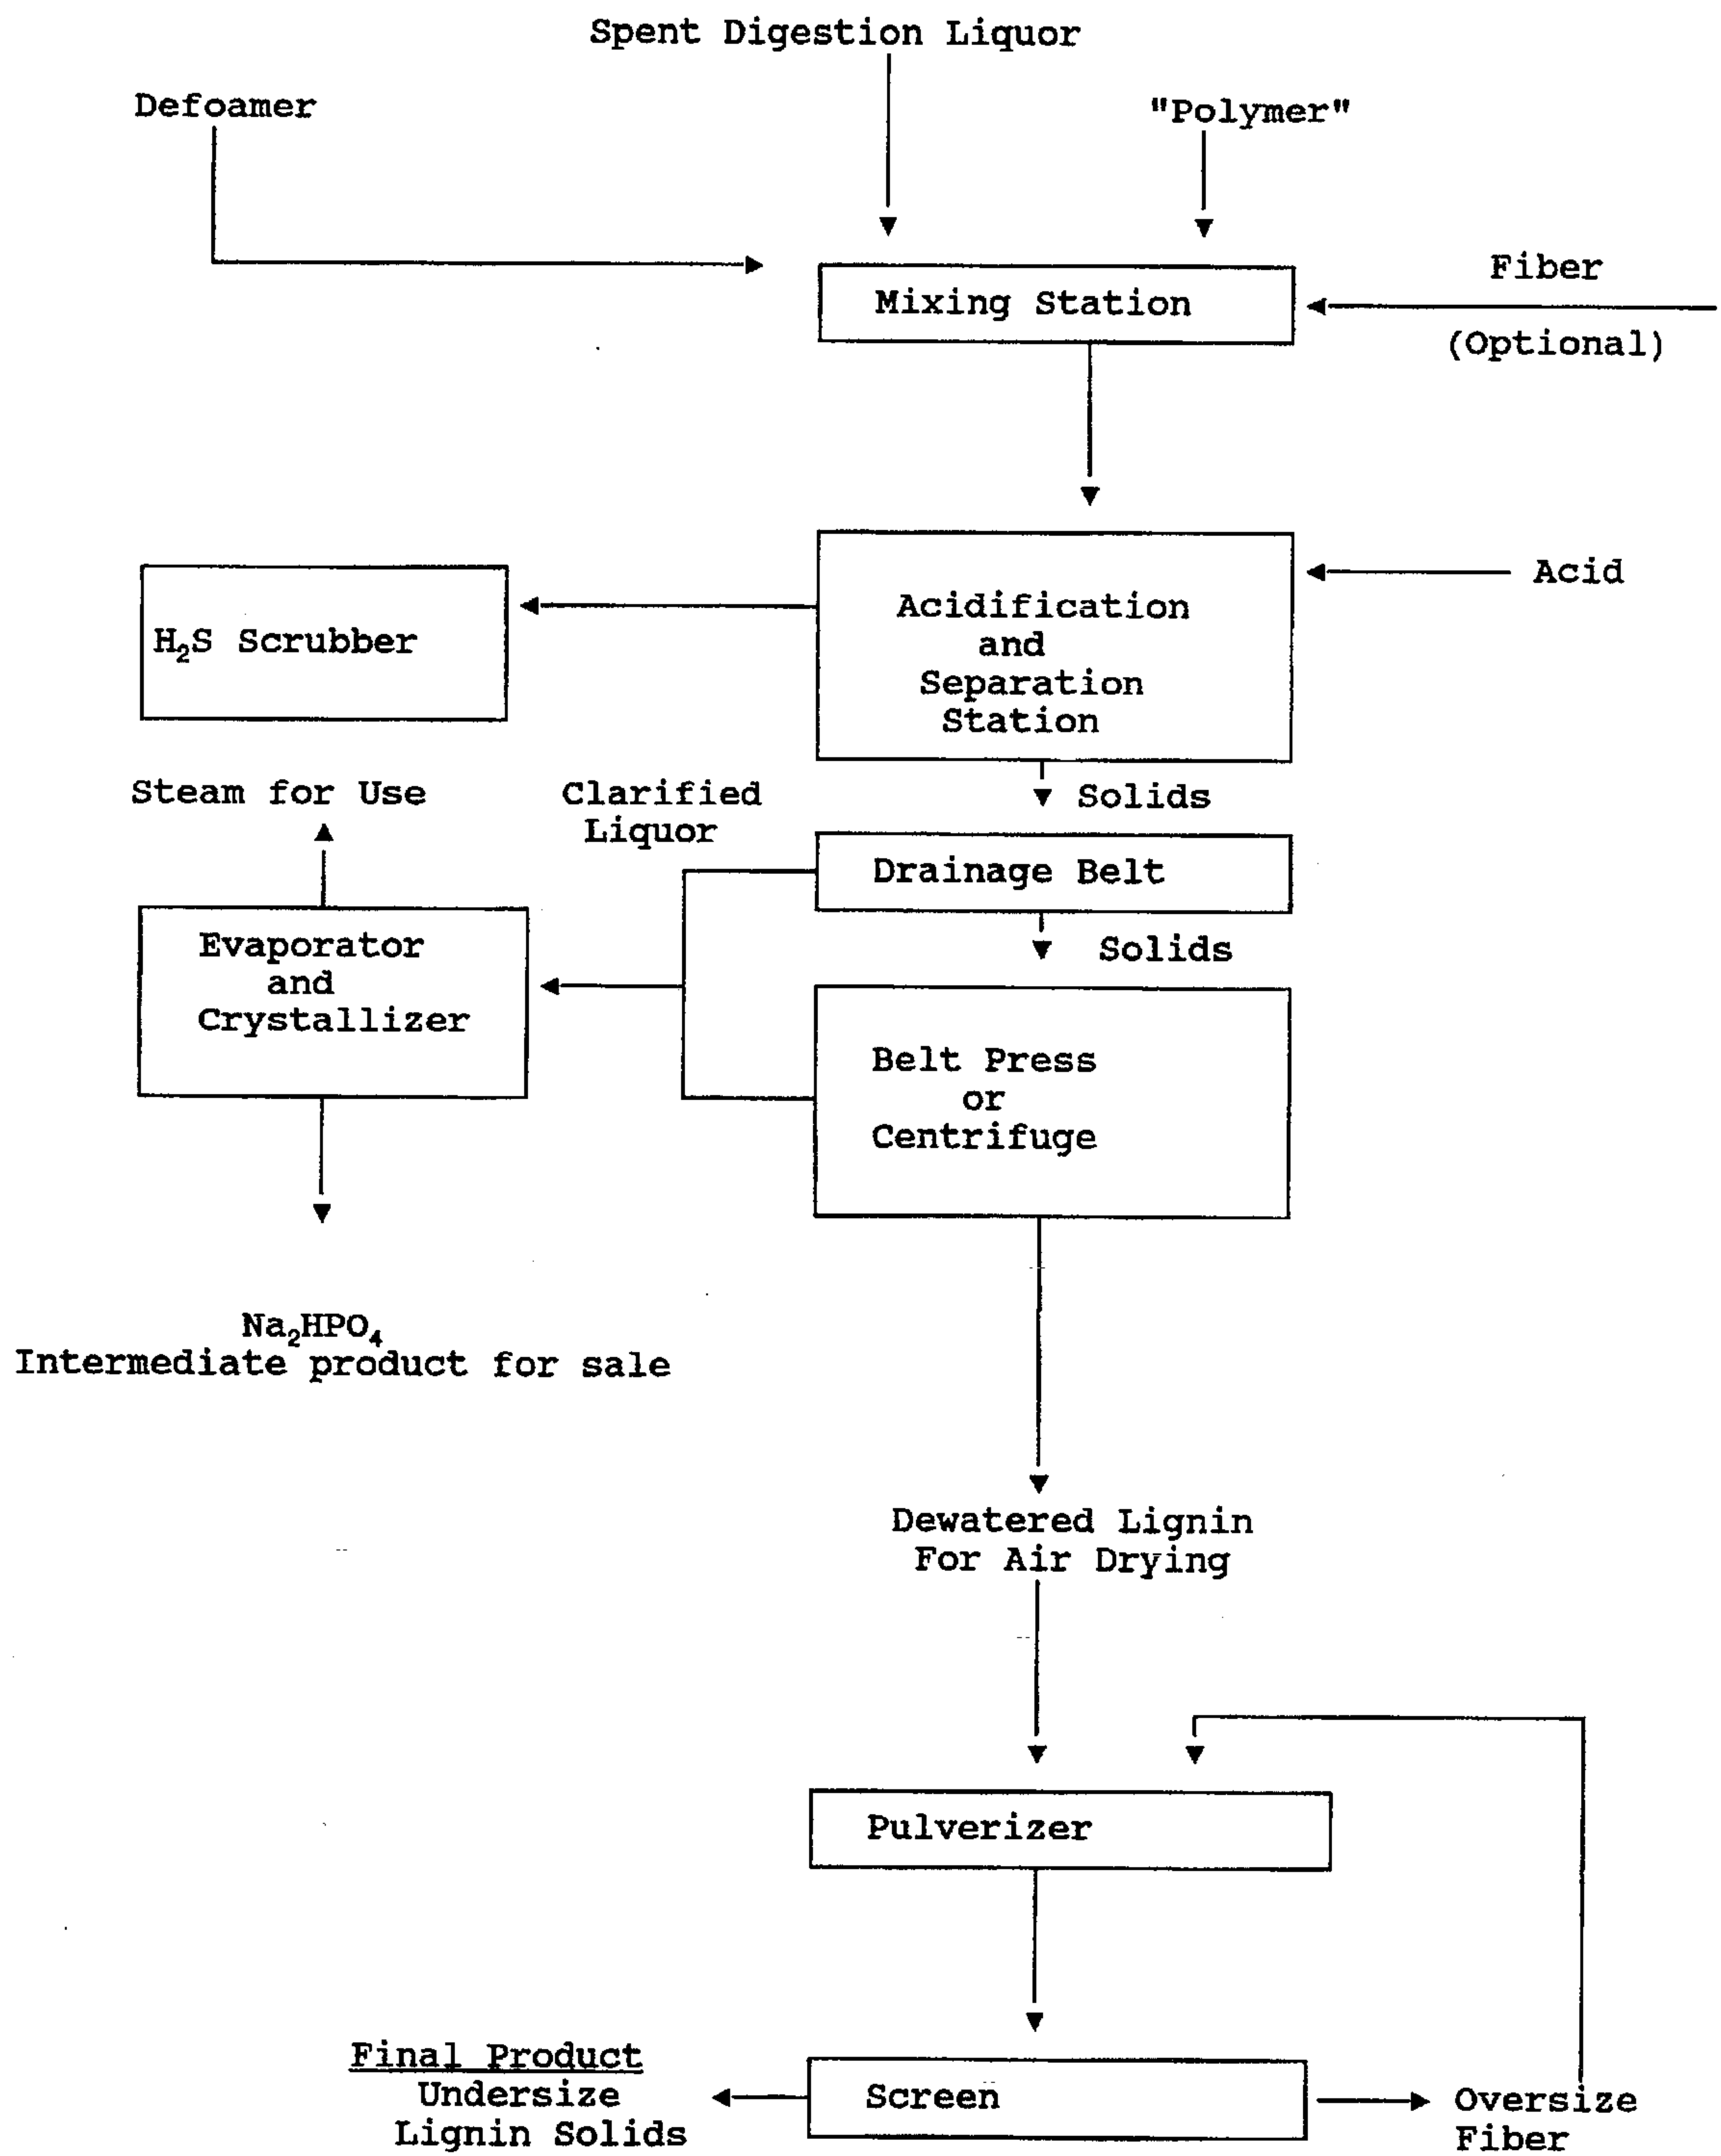 Spent Digestion Liquor
Defoamer
"Polymer"
Fiber
Mixing Station
(Optional)
Acid
Acidification
and
Separation
Station
H₂S Scrubber
Solids
Steam for Use
Clarified
Liquor
Drainage Belt
Solids
Evaporator
and
Crystallizer
Belt Press
or
Centrifuge
Na₂HPO₄
Intermediate product for sale
Dewatered Lignin
For Air Drying
Pulverizer
Final Product
Undersize
Lignin Solids
Screen
Oversize
Fiber